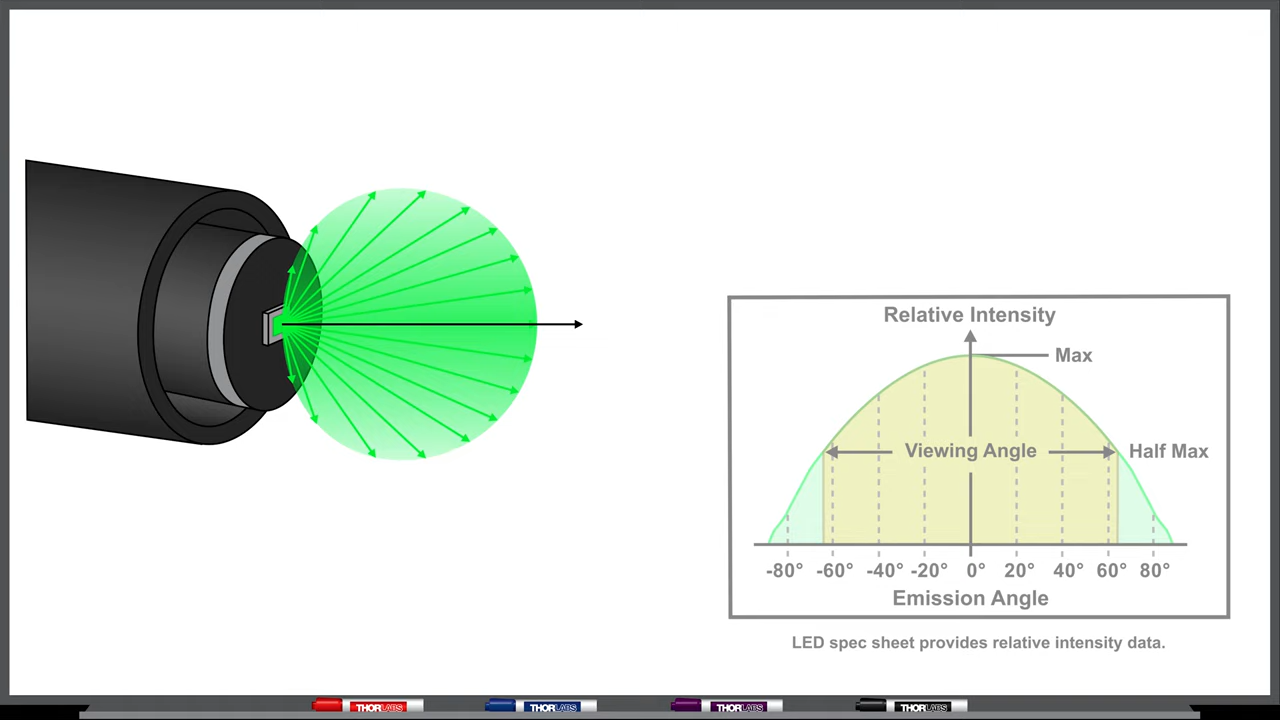 Relative Intensity
Max
Viewing Angle
Half Max
-80° -60° -40° -20° 0° 20° 40° 60° 80°
Emission Angle
LED spec sheet provides relative intensity data.
THORLABS THORLABS THORLABS THORLABS